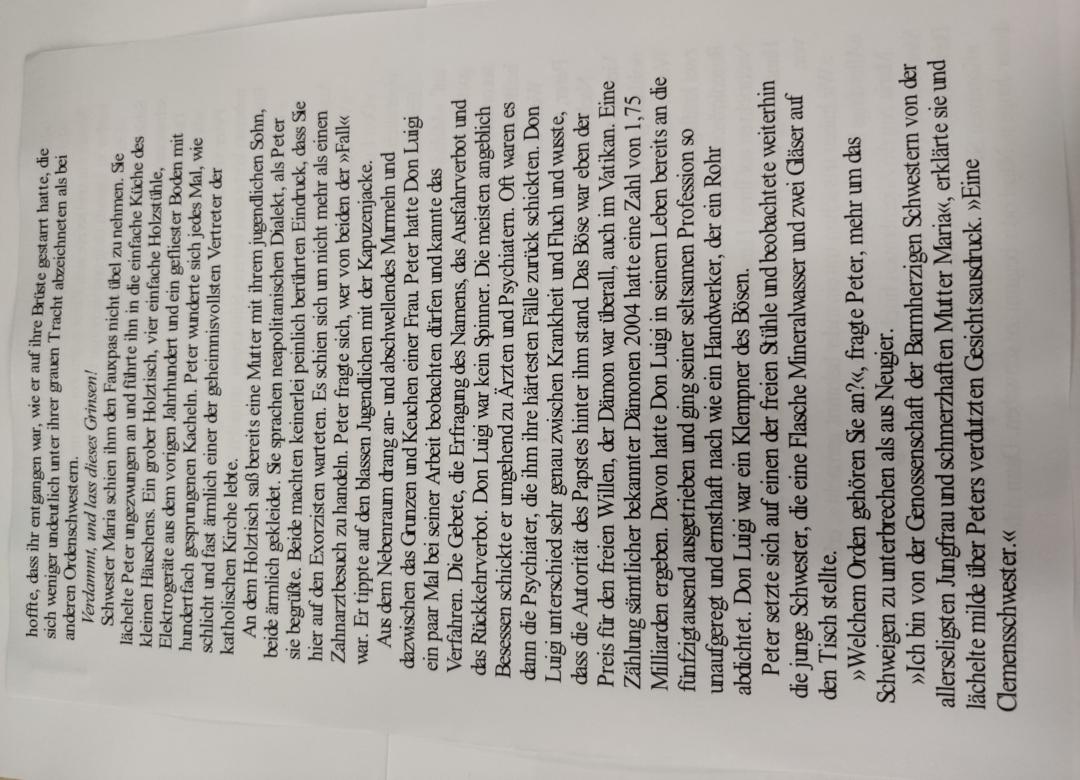 hoffte, dass ihr entgangen war, wie er auf ihre Brüste gestarrt hatte, die
sich weniger undeutlich unter ihrer grauen Tracht abzeichneten als bei
anderen Ordenschwestern.
Verdammt, und lass dieses Grinsen!
Schwester Maria schien ihm den Fauxpas nicht übel zu nehmen. Sie
lächelte Peter ungezwungen an und führte ihn in die einfache Küche des
kleinen Häuschens. Ein grober Holztisch, vier einfache Holzstühle,
Elektrogeräte aus dem vorigen Jahrhundert und ein gefliester Boden mit
hundertfach gesprungenen Kacheln. Peter wunderte sich jedes Mal, wie
schlicht und fast ärmlich einer der geheimnisvollsten Vertreter der
katholischen Kirche lebte.
An dem Holztisch saß bereits eine Mutter mit ihrem jugendlichen Sohn,
beide ärmlich gekleidet. Sie sprachen neapolitanischen Dialekt, als Peter
sie begrüßte. Beide machten keinerlei peinlich berührten Eindruck, dass Sie
hier auf den Exorzisten warteten. Es schien sich um nicht mehr als einen
Zahnarztbesuch zu handeln. Peter fragte sich, wer von beiden der »Fall«
war. Er tippte auf den blassen Jugendlichen mit der Kapuzenjacke.
Aus dem Nebenraum drang an- und abschwellendes Murmeln und
dazwischen das Grunzen und Keuchen einer Frau. Peter hatte Don Luigi
ein paar Mal bei seiner Arbeit beobachten dürfen und kannte das
Verfahren. Die Gebete, die Erfragung des Namens, das Ausfahrverbot und
das Rückkehrverbot. Don Luigi war kein Spinner. Die meisten angeblich
Besessen schickte er umgehend zu Ärzten und Psychiatern. Oft waren es
dann die Psychiater, die ihm ihre härtesten Fälle zurück schickten. Don
Luigi unterschied sehr genau zwischen Krankheit und Fluch und wusste,
dass die Autorität des Papstes hinter ihm stand. Das Böse war eben der
Preis für den freien Willen, der Dämon war überall, auch im Vatikan. Eine
Zählung sämtlicher bekannter Dämonen 2004 hatte eine Zahl von 1,75
Milliarden ergeben. Davon hatte Don Luigi in seinem Leben bereits an die
fünfzigtausend ausgetrieben und ging seiner seltsamen Profession so
unaufgeregt und ernsthaft nach wie ein Handwerker, der ein Rohr
abdichtet. Don Luigi war ein Klempner des Bösen.
Peter setzte sich auf einen der freien Stühle und beobachtete weiterhin
die junge Schwester, die eine Flasche Mineralwasser und zwei Gläser auf
den Tisch stellte.
»Welchem Orden gehören Sie an?«, fragte Peter, mehr um das
Schweigen zu unterbrechen als aus Neugier.
»Ich bin von der Genossenschaft der Barmherzigen Schwestern von der
allerseligsten Jungfrau und schmerzhaften Mutter Maria«, erklärte sie und
lächelte milde über Peters verdutzten Gesichtsausdruck. »Eine
Clemensschwester.«